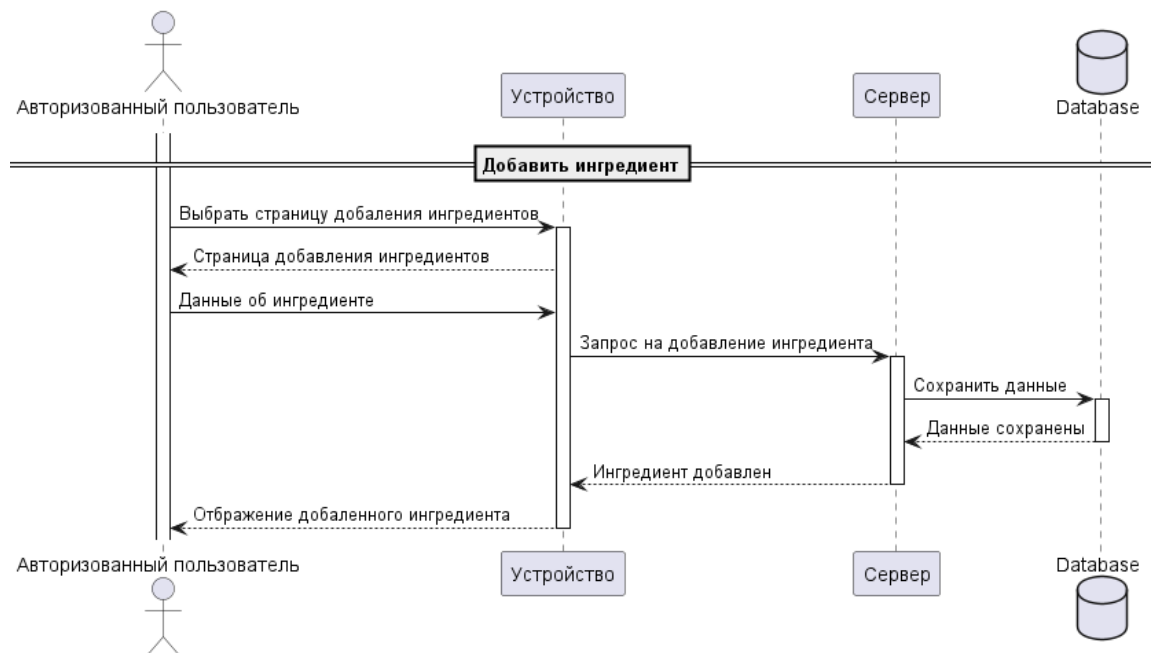 Авторизованный пользователь
Устройство
Сервер
Database
Добавить ингредиент
Выбрать страницу добаления ингредиентов
Страница добавления ингредиентов
Данные об ингредиенте
Запрос на добавление ингредиента
Сохранить данные
Данные сохранены
Ингредиент добавлен
Отбражение добаленного ингредиента
Авторизованный пользователь
Устройство
Сервер
Database